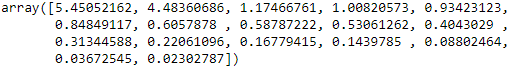 array([5.45052162, 4.48360686, 1.17466761, 1.00820573, 0.93423123,
0.84849117, 0.6057878 , 0.58787222, 0.53061262, 0.4043029 ,
0.31344588, 0.22061096, 0.16779415, 0.1439785 , 0.08802464,
0.03672545, 0.02302787])